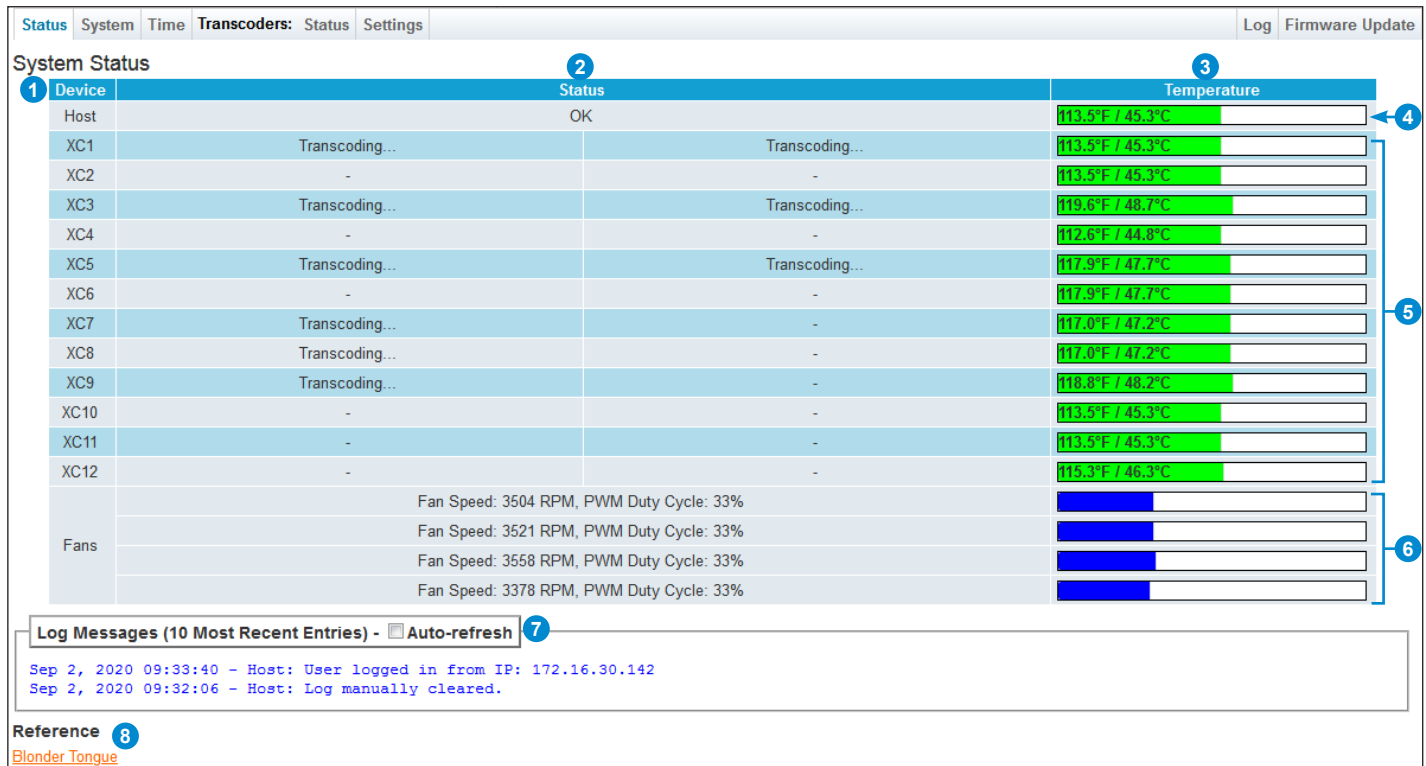 Status System Time Transcoders: Status Settings Log Firmware Update
System Status
2 3
1 Device Status Temperature
Host OK 113.5°F / 45.3°C 4
XC1 Transcoding... Transcoding... 113.5°F / 45.3°C
XC2 - - 113.5°F / 45.3°C
XC3 Transcoding... Transcoding... 119.6°F / 48.7°C
XC4 - - 112.6°F / 44.8°C
XC5 Transcoding... Transcoding... 117.9°F / 47.7°C
XC6 - - 117.9°F / 47.7°C
5
XC7 Transcoding... - 117.0°F / 47.2°C
XC8 Transcoding... - 117.0°F / 47.2°C
XC9 Transcoding... - 118.8°F / 48.2°C
XC10 - - 113.5°F / 45.3°C
XC11 - - 113.5°F / 45.3°C
XC12 - - 115.3°F / 46.3°C
Fans
Fan Speed: 3504 RPM, PWM Duty Cycle: 33%
Fan Speed: 3521 RPM, PWM Duty Cycle: 33%
6
Fan Speed: 3558 RPM, PWM Duty Cycle: 33%
Fan Speed: 3378 RPM, PWM Duty Cycle: 33%
Log Messages (10 Most Recent Entries) - Auto-refresh 7
Sep 2, 2020 09:33:40 - Host: User logged in from IP: 172.16.30.142
Sep 2, 2020 09:32:06 - Host: Log manually cleared.
Reference 8
Blonder Tongue